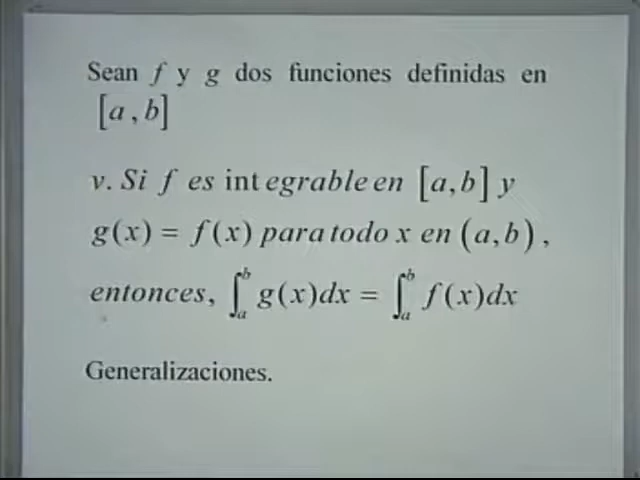 Sean f y g dos funciones definidas en
[a, b]
v. Si f es integrable en [a,b] y
g(x) = f(x) para todo x en (a,b),
entonces, ∫_a^b g(x)dx = ∫_a^b f(x)dx
Generalizaciones.